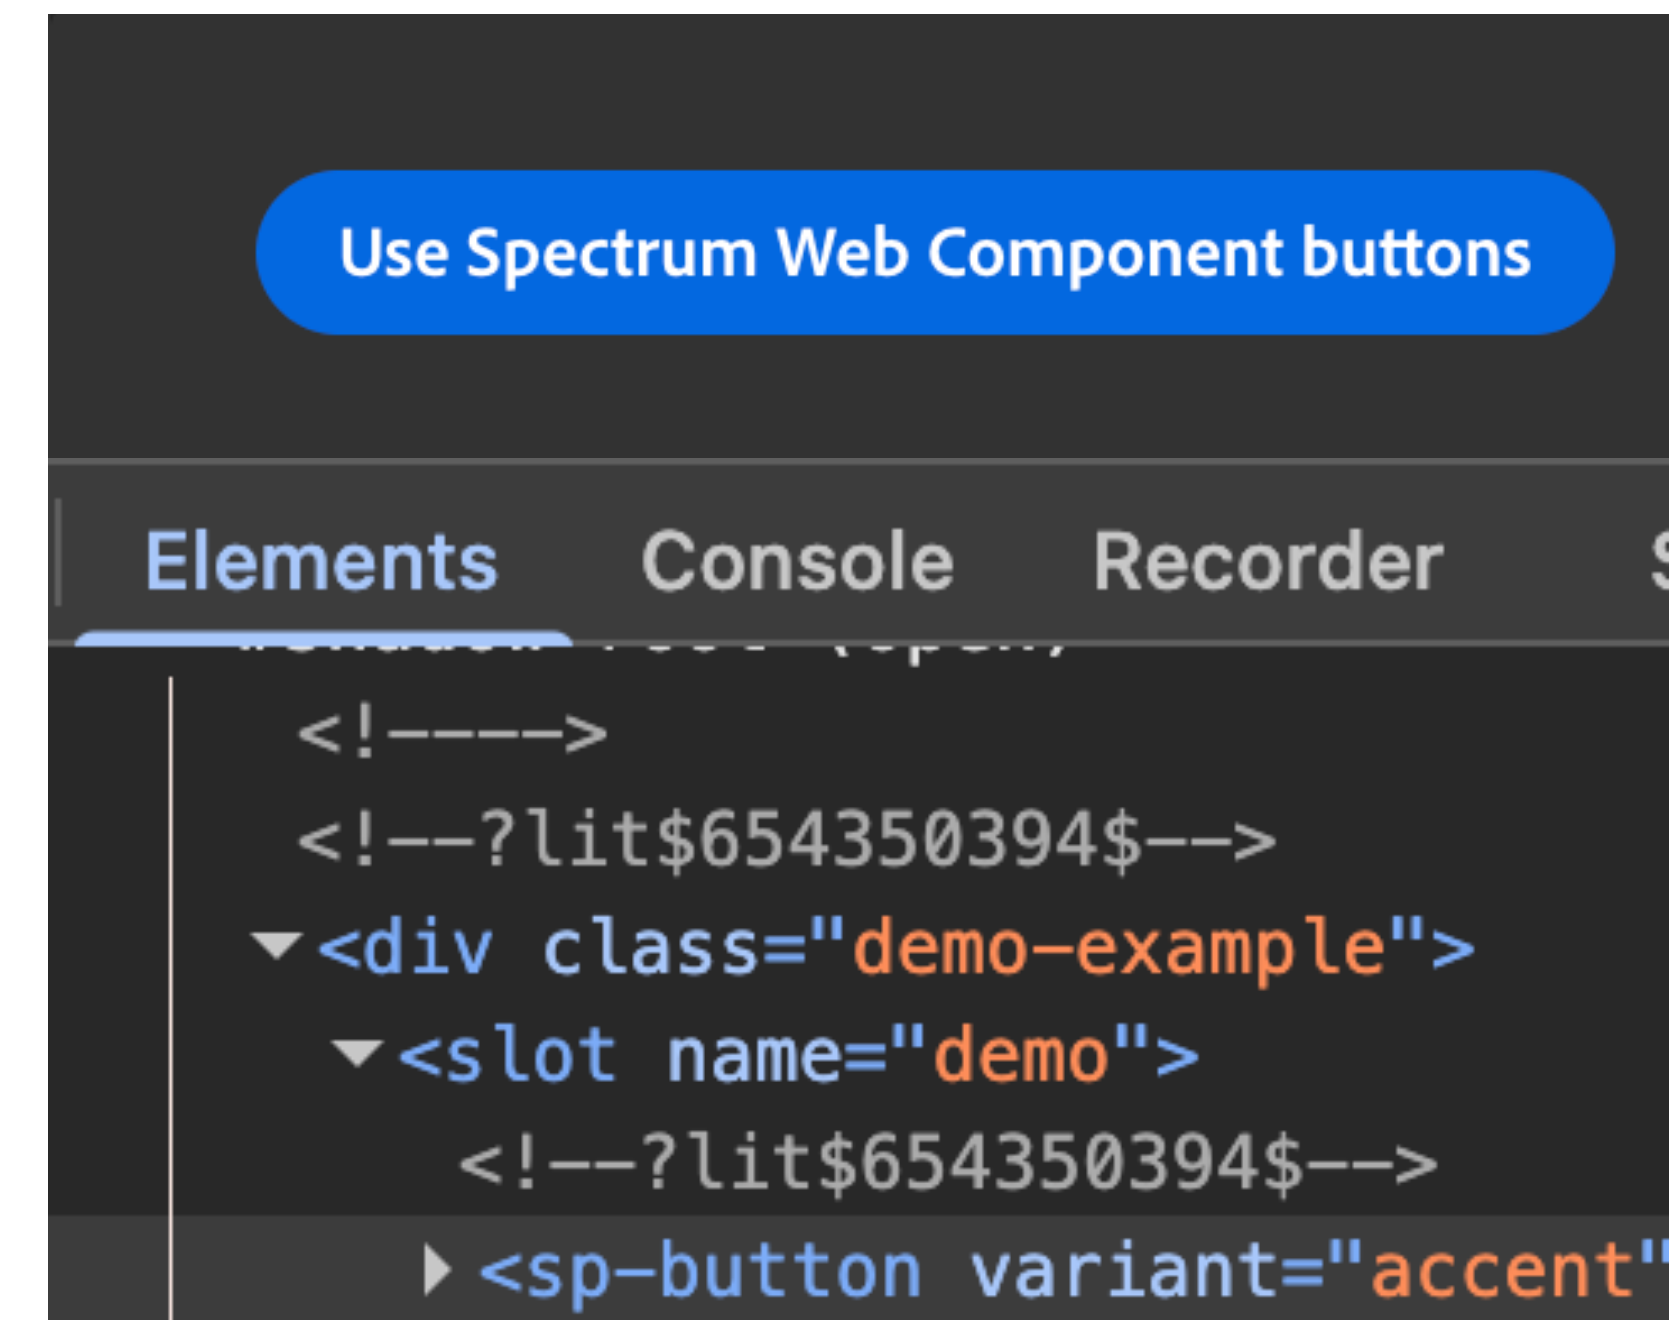 Use Spectrum Web Component buttons
Elements Console Recorder
<!---->
<!--?lit$654350394$-->
<div class="demo-example">
<slot name="demo">
<!--?lit$654350394$-->
<sp-button variant="accent"